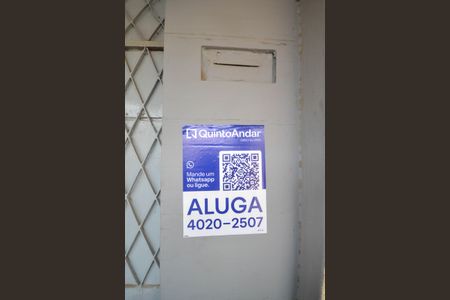 QuintoAndar
Mande um
Whatsapp
ou ligue.
ALUGA
4020-2507